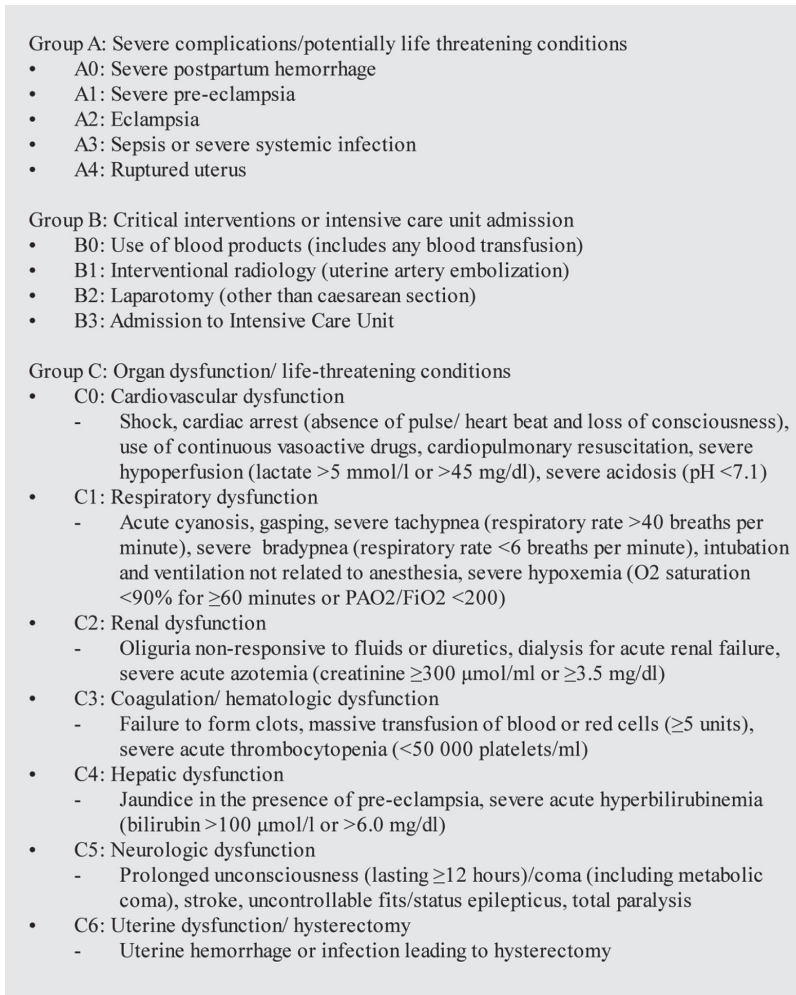 Group A: Severe complications/potentially life threatening conditions
• A0: Severe postpartum hemorrhage
• A1: Severe pre-eclampsia
• A2: Eclampsia
• A3: Sepsis or severe systemic infection
• A4: Ruptured uterus
Group B: Critical interventions or intensive care unit admission
• B0: Use of blood products (includes any blood transfusion)
• B1: Interventional radiology (uterine artery embolization)
• B2: Laparotomy (other than caesarean section)
• B3: Admission to Intensive Care Unit
Group C: Organ dysfunction/ life-threatening conditions
• C0: Cardiovascular dysfunction
- Shock, cardiac arrest (absence of pulse/ heart beat and loss of consciousness),
use of continuous vasoactive drugs, cardiopulmonary resuscitation, severe
hypoperfusion (lactate >5 mmol/l or >45 mg/dl), severe acidosis (pH <7.1)
• C1: Respiratory dysfunction
- Acute cyanosis, gasping, severe tachypnea (respiratory rate >40 breaths per
minute), severe bradypnea (respiratory rate <6 breaths per minute), intubation
and ventilation not related to anesthesia, severe hypoxemia (O2 saturation
<90% for ≥60 minutes or PAO2/FiO2 <200)
• C2: Renal dysfunction
- Oliguria non-responsive to fluids or diuretics, dialysis for acute renal failure,
severe acute azotemia (creatinine ≥300 μmol/ml or ≥3.5 mg/dl)
• C3: Coagulation/ hematologic dysfunction
- Failure to form clots, massive transfusion of blood or red cells (≥5 units),
severe acute thrombocytopenia (<50 000 platelets/ml)
• C4: Hepatic dysfunction
- Jaundice in the presence of pre-eclampsia, severe acute hyperbilirubinemia
(bilirubin >100 μmol/l or >6.0 mg/dl)
• C5: Neurologic dysfunction
- Prolonged unconsciousness (lasting ≥12 hours)/coma (including metabolic
coma), stroke, uncontrollable fits/status epilepticus, total paralysis
• C6: Uterine dysfunction/ hysterectomy
- Uterine hemorrhage or infection leading to hysterectomy